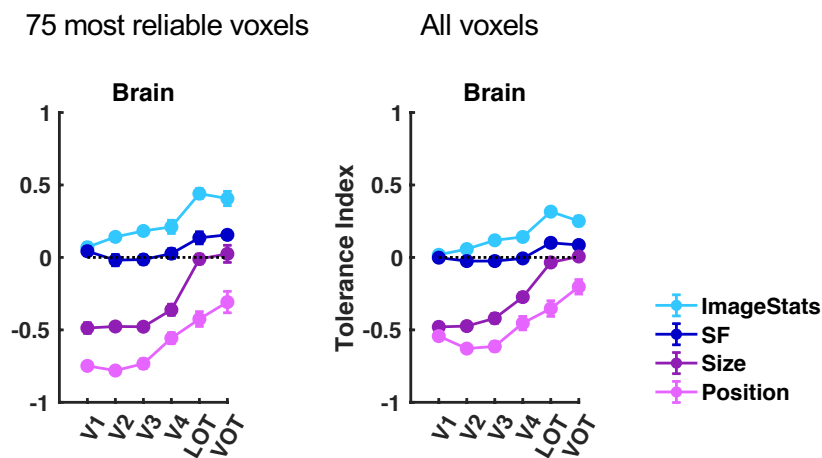 75 most reliable voxels
All voxels
Brain
1
0.5
0
-0.5
-1
V1
V2
V3
V4
LOT
VOT
Brain
Tolerance Index
1
0.5
0
-0.5
-1
V1
V2
V3
V4
LOT
VOT
ImageStats
SF
Size
Position